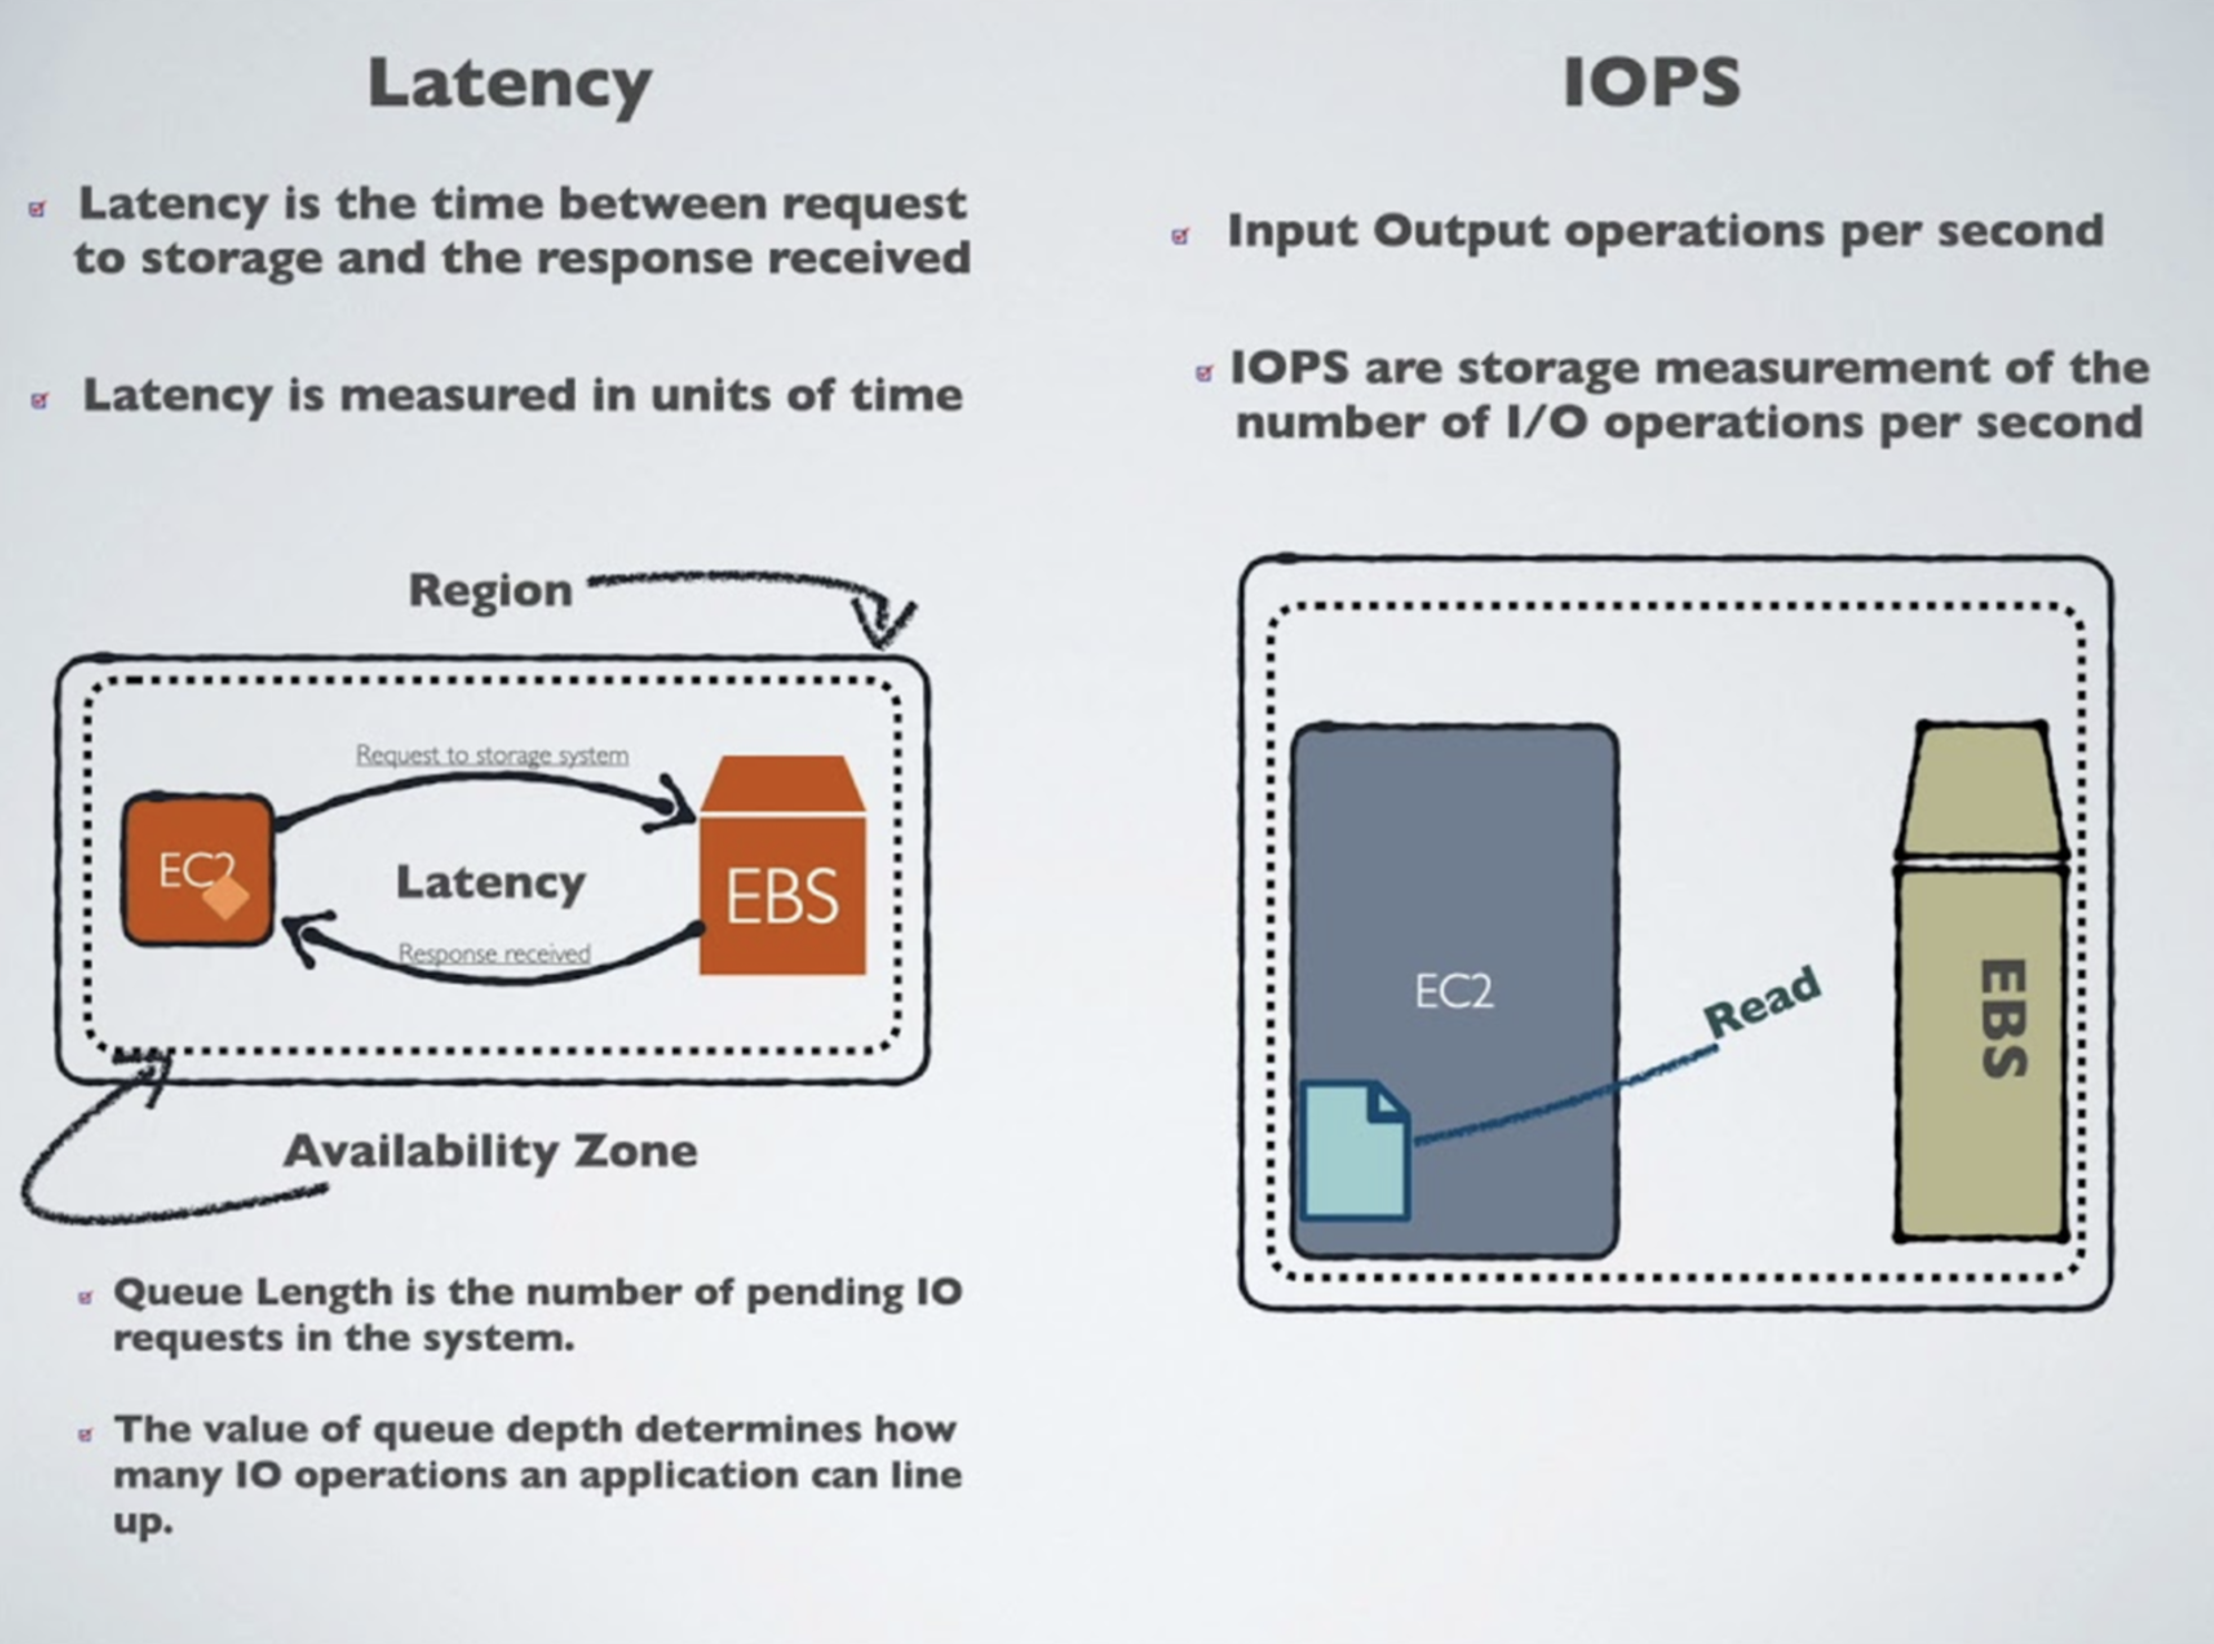 Latency
Latency is the time between request
to storage and the response received
Latency is measured in units of time
Region
Request to storage system
EC2
Latency
EBS
Response received
Availability Zone
Queue Length is the number of pending IO
requests in the system.
The value of queue depth determines how
many IO operations an application can line
up.
IOPS
Input Output operations per second
IOPS are storage measurement of the
number of I/O operations per second
EC2
Read
EBS